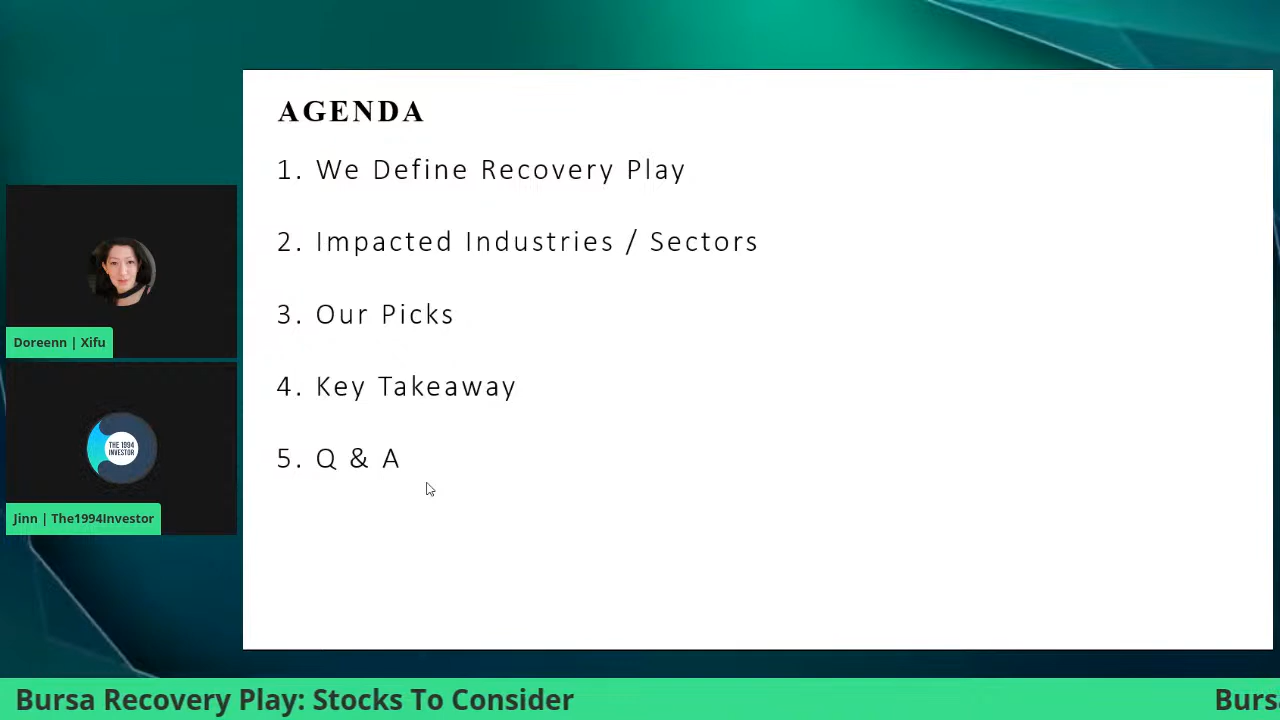 AGENDA
1. We Define Recovery Play
2. Impacted Industries / Sectors
3. Our Picks
4. Key Takeaway
5. Q & A
Doreenn | Xifu
THE 1994
INVESTOR
Jinn | The1994Investor
Bursa Recovery Play: Stocks To Consider
Burs